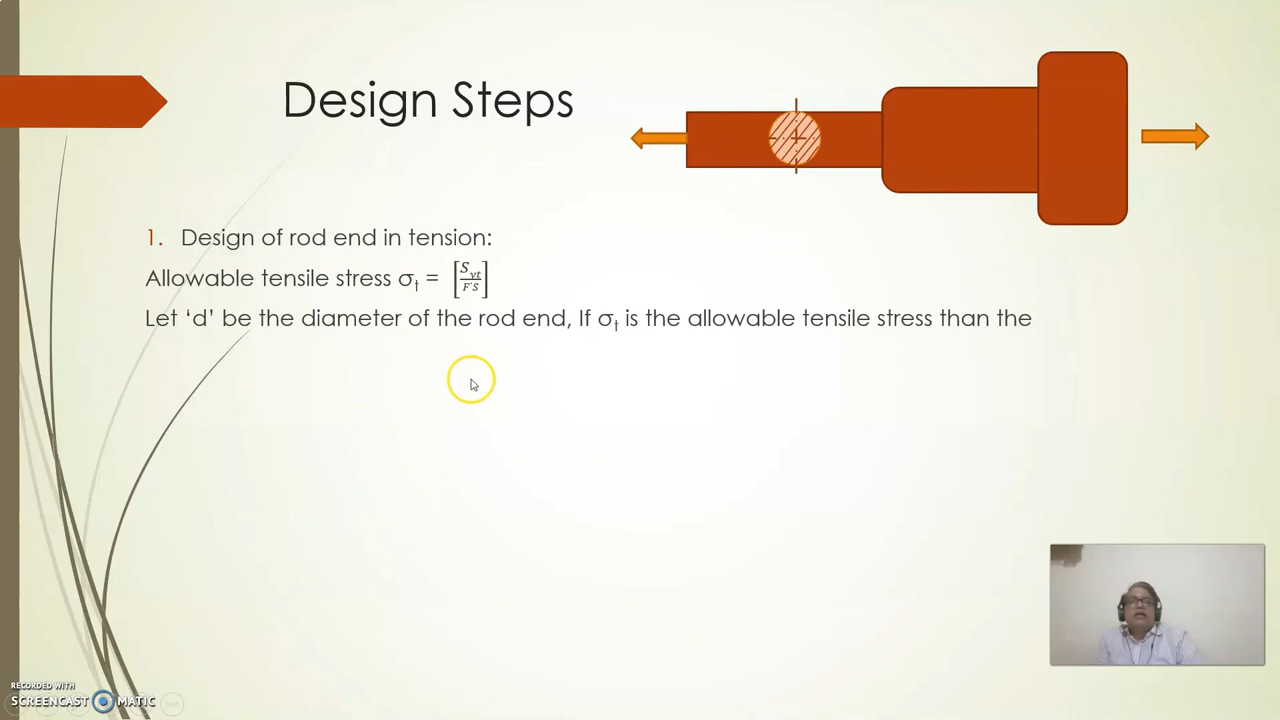 Design Steps
1. Design of rod end in tension:
Allowable tensile stress σt = [Syt/F S]
Let ‘d’ be the diameter of the rod end, If σt is the allowable tensile stress than the
RECORDED WITH
SCREENCAST MATIC